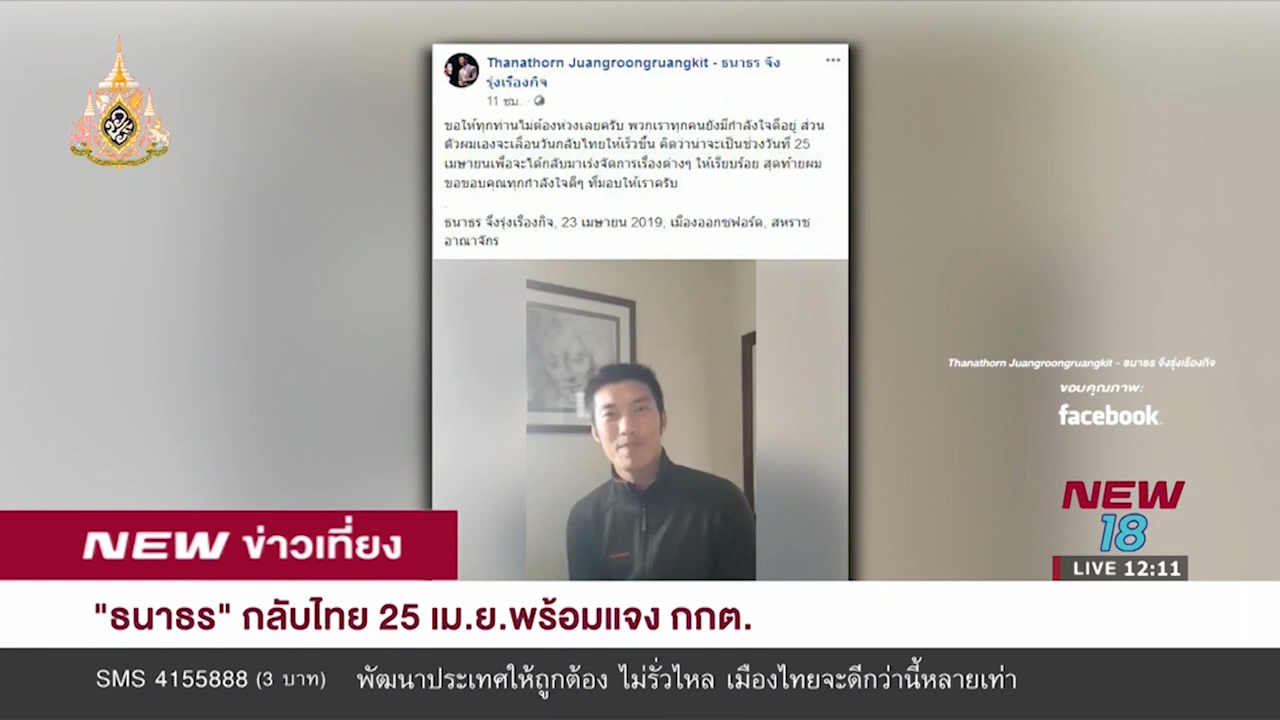 Thanathorn Juangroongruangkit - ธนาธร จึง
รุ่งเรืองกิจ
11 ชม. ·
ขอให้ทุกท่านไม่ต้องห่วงเลยครับ พวกเราทุกคนยังมีกำลังใจดีอยู่ ส่วน
ตัวผมเองจะเลื่อนวันกลับไทยให้เร็วขึ้น คิดว่าน่าจะเป็นช่วงวันที่ 25
เมษายนเพื่อจะได้กลับมาเร่งจัดการเรื่องต่างๆ ให้เรียบร้อย สุดท้ายผม
ขอขอบคุณทุกกำลังใจดีๆ ที่มอบให้เราครับ
.
ธนาธร จึงรุ่งเรืองกิจ, 23 เมษายน 2019, เมืองออกซฟอร์ด, สหราช
อาณาจักร
Thanathorn Juangroongruangkit - ธนาธร จึงรุ่งเรืองกิจ
ขอบคุณภาพ:
facebook.
NEW
18
LIVE 12:11
NEW ข่าวเที่ยง
"ธนาธร" กลับไทย 25 เม.ย.พร้อมแจง กกต.
SMS 4155888 (3 บาท) พัฒนาประเทศให้ถูกต้อง ไม่รั่วไหล เมืองไทยจะดีกว่านี้หลายเท่า